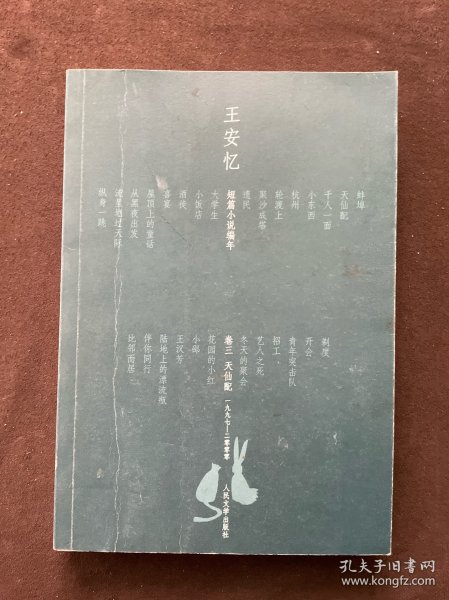 王安忆
蚌埠
天仙配
千人一面
小东西
杭州
轮渡上
聚沙成塔
遗民
短篇小说编年
大学生
小饭店
酒徒
喜宴
屋顶上的童话
从黑夜出发
流星划过天际
纵身一跳
剃度
开会
青年突击队
招工
艺人之死
冬天的聚会
卷三 天仙配 一九九七—二零零零
花园的小红
小邵
王汉芳
陆地上的漂流瓶
伴你同行
比邻而居
人民文学出版社
孔夫子旧书网
www.kongfz.com